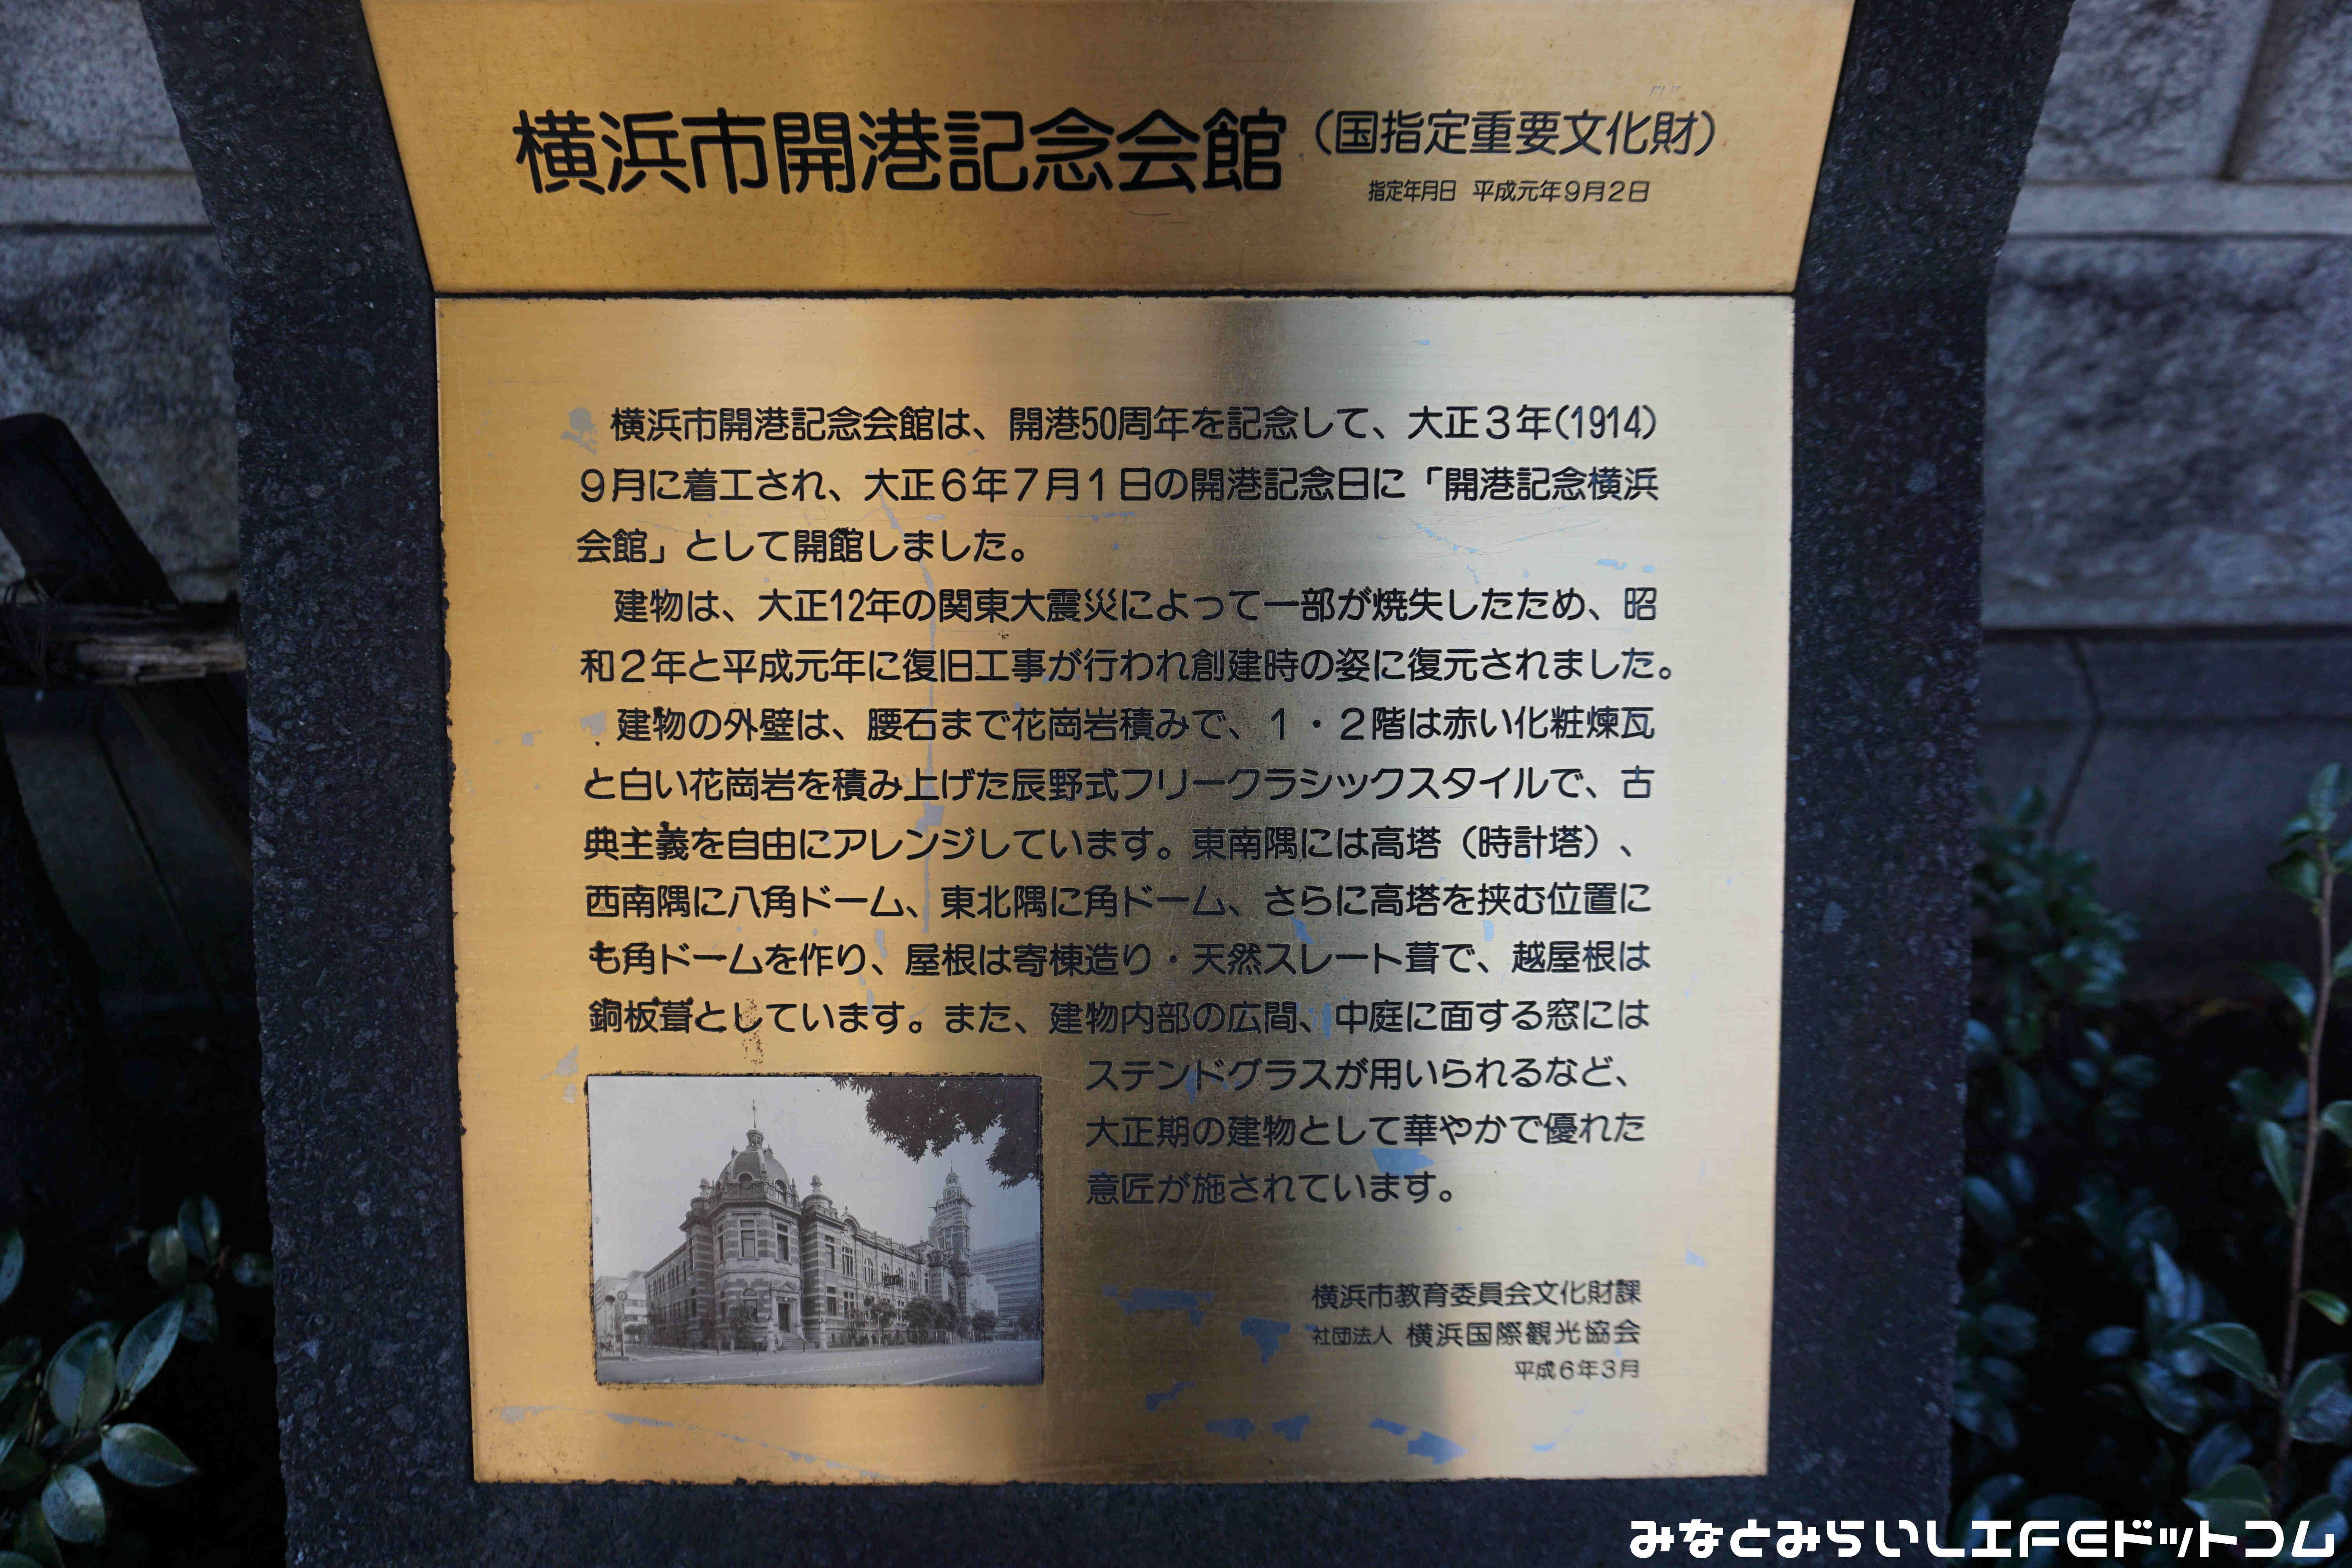 横浜市開港記念会館（国指定重要文化財）
指定年月日 平成元年９月２日
横浜市開港記念会館は、開港50周年を記念して、大正３年(1914)
９月に着工され、大正６年７月１日の開港記念日に「開港記念横浜
会館」として開館しました。
建物は、大正12年の関東大震災によって一部が焼失したため、昭
和２年と平成元年に復旧工事が行われ創建時の姿に復元されました。
建物の外壁は、腰石まで花崗岩積みで、１・２階は赤い化粧煉瓦
と白い花崗岩を積み上げた辰野式フリークラシックスタイルで、古
典主義を自由にアレンジしています。東南隅には高塔（時計塔）、
西南隅に八角ドーム、東北隅に角ドーム、さらに高塔を挟む位置に
も角ドームを作り、屋根は寄棟造り・天然スレート葺で、越屋根は
銅板葺としています。また、建物内部の広間、中庭に面する窓には
ステンドグラスが用いられるなど、
大正期の建物として華やかで優れた
意匠が施されています。
横浜市教育委員会文化財課
社団法人 横浜国際観光協会
平成６年３月
みなとみらいLIFEドットコム